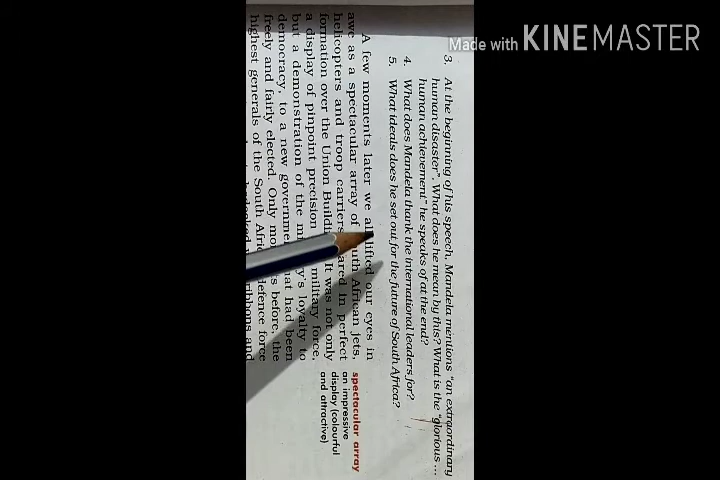 Made with KINEMASTER
3. At the beginning of his speech, Mandela mentions “an extraordinary
human disaster”. What does he mean by this? What is the “glorious ...
human achievement” he speaks of at the end?
4. What does Mandela thank the international leaders for?
5. What ideals does he set out for the future of South Africa?
A few moments later we all lifted our eyes in
awe as a spectacular array of South African jets,
helicopters and troop carriers roared in perfect
formation over the Union Buildings. It was not only
a display of pinpoint precision military force,
but a demonstration of the military's loyalty to
democracy, to a new government that had been
freely and fairly elected. Only moments before, the
highest generals of the South African defence force
ribbons and
spectacular array
an impressive
display (colourful
and attractive)